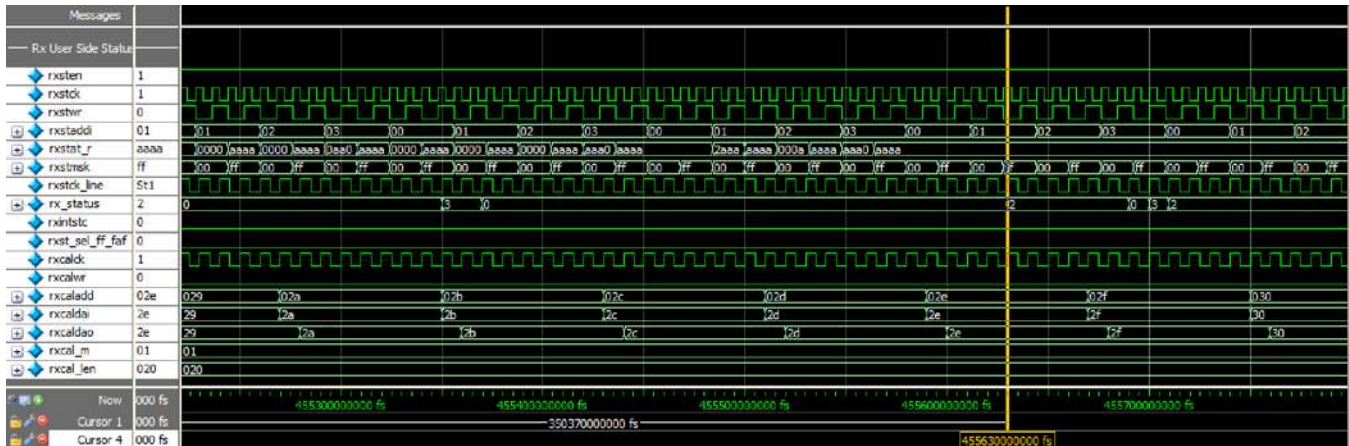 Messages
Rx User Side Status
rxsten 1
rxstck 1
rxstwr 0
rxstaddi 01 01 02 03 00 01 02 03 00 01 02 03 00 01 02 03 00 01 02
rxstat_r aaaa 0000 aaaa 0000 aaaa 0aa0 aaaa 0000 aaaa 0000 aaaa 0000 aaaa aaa0 aaaa 2aaa aaaa 000a aaaa aaa0 aaaa
rxstmsk ff 00 ff 00 ff 00 ff 00 ff 00 ff 00 ff 00 ff 00 ff 00 ff 00 ff 00 ff 00 ff 00 ff 00 ff 00 ff 00 ff 00 ff 00 ff
rxstck_line St1
rx_status 2 0 3 0 2 0 3 2
rxintstc 0
rxst_sel_ff_faf 0
rxcalck 1
rxcalwr 0
rxcaladd 02e 029 02a 02b 02c 02d 02e 02f 030
rxcaldai 2e 29 2a 2b 2c 2d 2e 2f 30
rxcaldao 2e 29 2a 2b 2c 2d 2e 2f 30
rxcal_m 01 01
rxcal_len 020 020
Now 000 fs 455300000000 fs 455400000000 fs 455500000000 fs 455600000000 fs 455700000000 fs
Cursor 1 000 fs 350370000000 fs
Cursor 4 000 fs 455630000000 fs